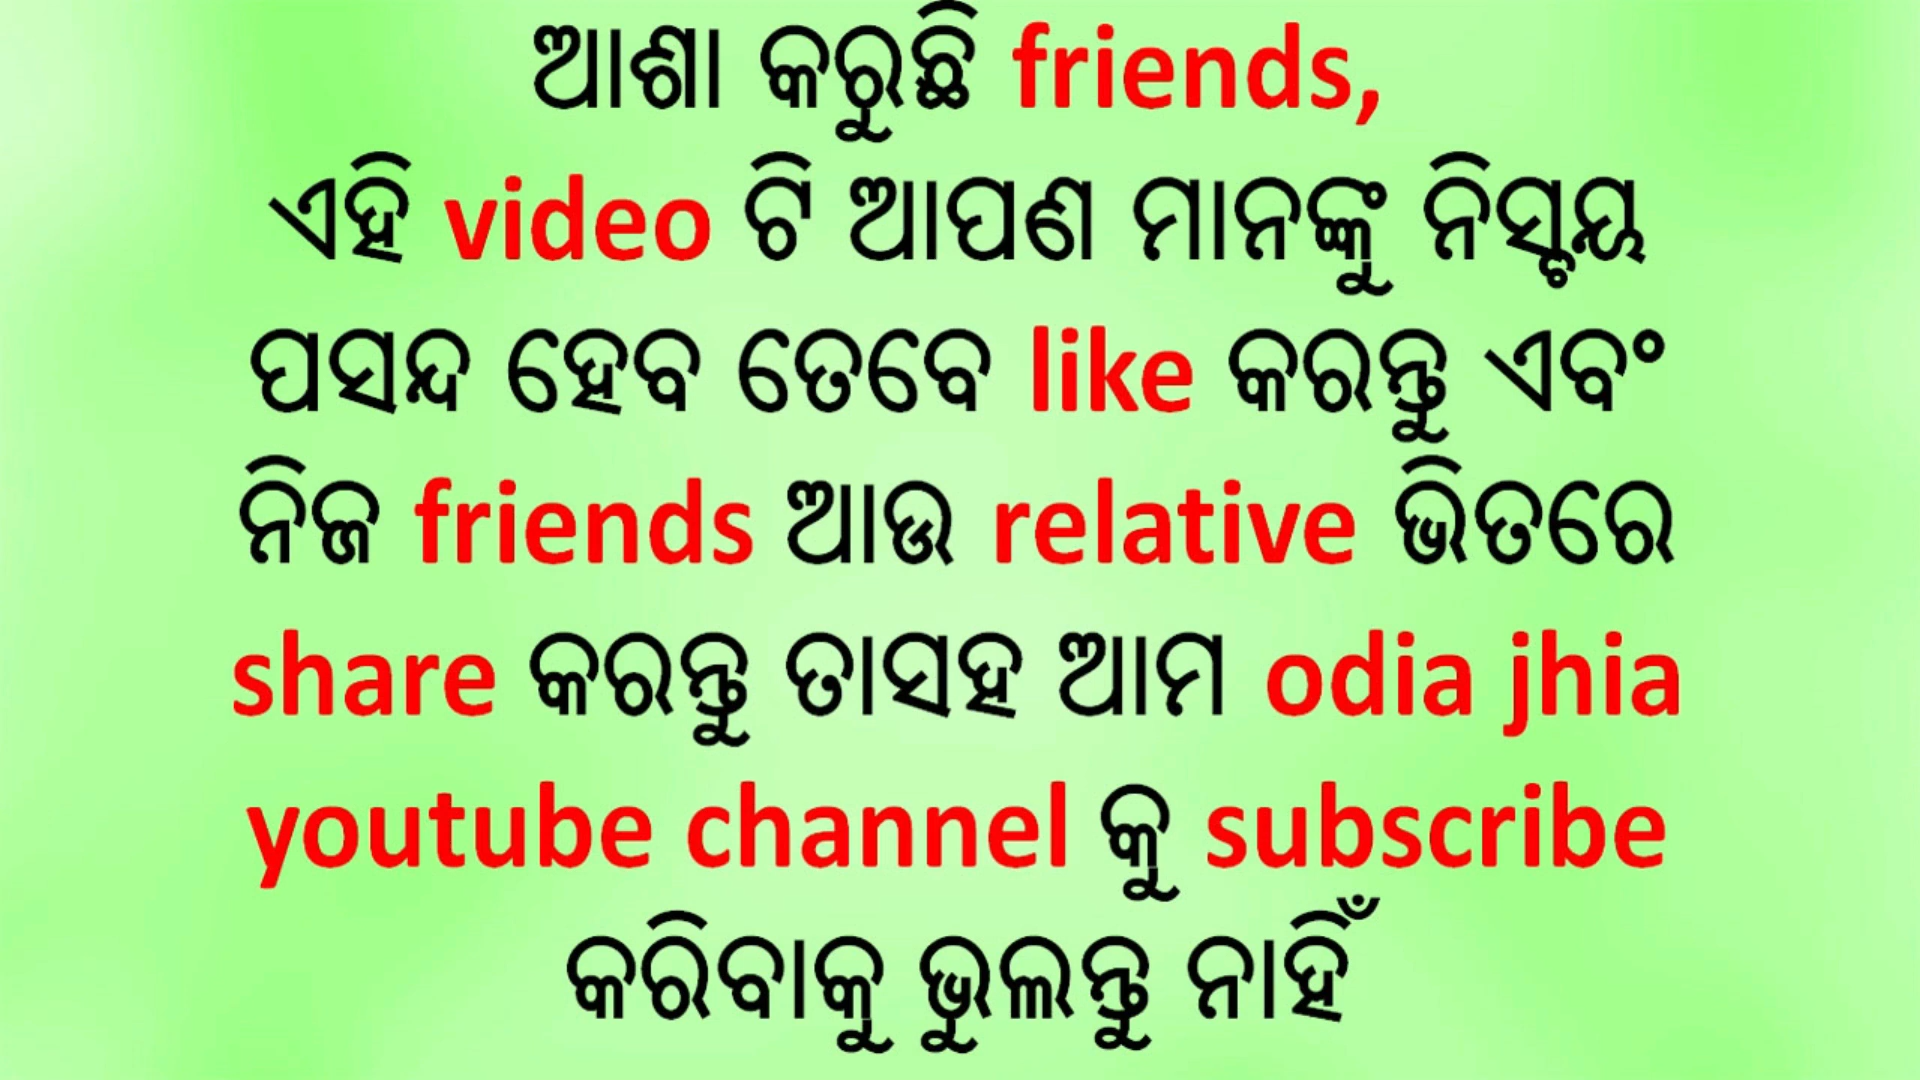 ଆଶା କରୁଛି friends,
ଏହି video ଟି ଆପଣ ମାନଙ୍କୁ ନିସ୍ଚୟ
ପସନ୍ଦ ହେବ ତେବେ like କରନ୍ତୁ ଏବଂ
ନିଜ friends ଆଉ relative ଭିତରେ
share କରନ୍ତୁ ତାସହ ଆମ odia jhia
youtube channel କୁ subscribe
କରିବାକୁ ଭୁଲନ୍ତୁ ନାହିଁ